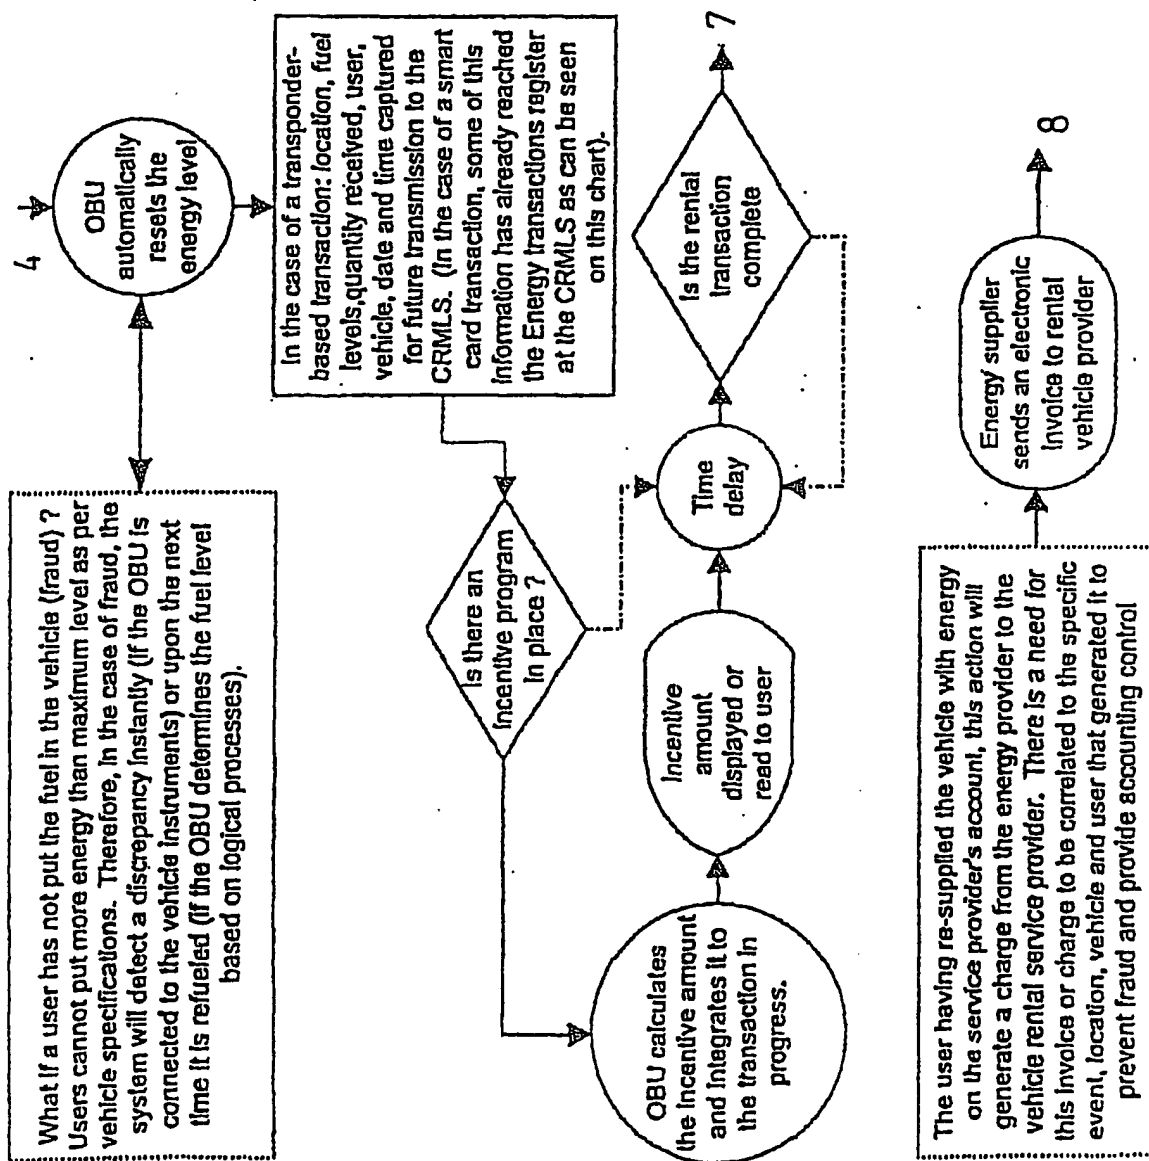 4
OBU
automatically
resets the
energy level
What if a user has not put the fuel in the vehicle (fraud) ?
Users cannot put more energy than maximum level as per
vehicle specifications. Therefore, in the case of fraud, the
system will detect a discrepancy instantly (if the OBU is
connected to the vehicle instruments) or upon the next
time it is refueled (if the OBU determines the fuel level
based on logical processes).
In the case of a transponder-
based transaction: location, fuel
levels,quantity received, user,
vehicle, date and time captured
for future transmission to the
CRMLS. (In the case of a smart
card transaction, some of this
information has already reached
the Energy transactions register
at the CRMLS as can be seen
on this chart).
Is there an
incentive program
in place ?
OBU calculates
the incentive amount
and integrates it to
the transaction in
progress.
Incentive
amount
displayed or
read to user
Time
delay
Is the rental
transaction
complete
7
The user having re-supplied the vehicle with energy
on the service provider's account, this action will
generate a charge from the energy provider to the
vehicle rental service provider. There is a need for
this invoice or charge to be correlated to the specific
event, location, vehicle and user that generated it to
prevent fraud and provide accounting control
Energy supplier
sends an electronic
invoice to rental
vehicle provider
8